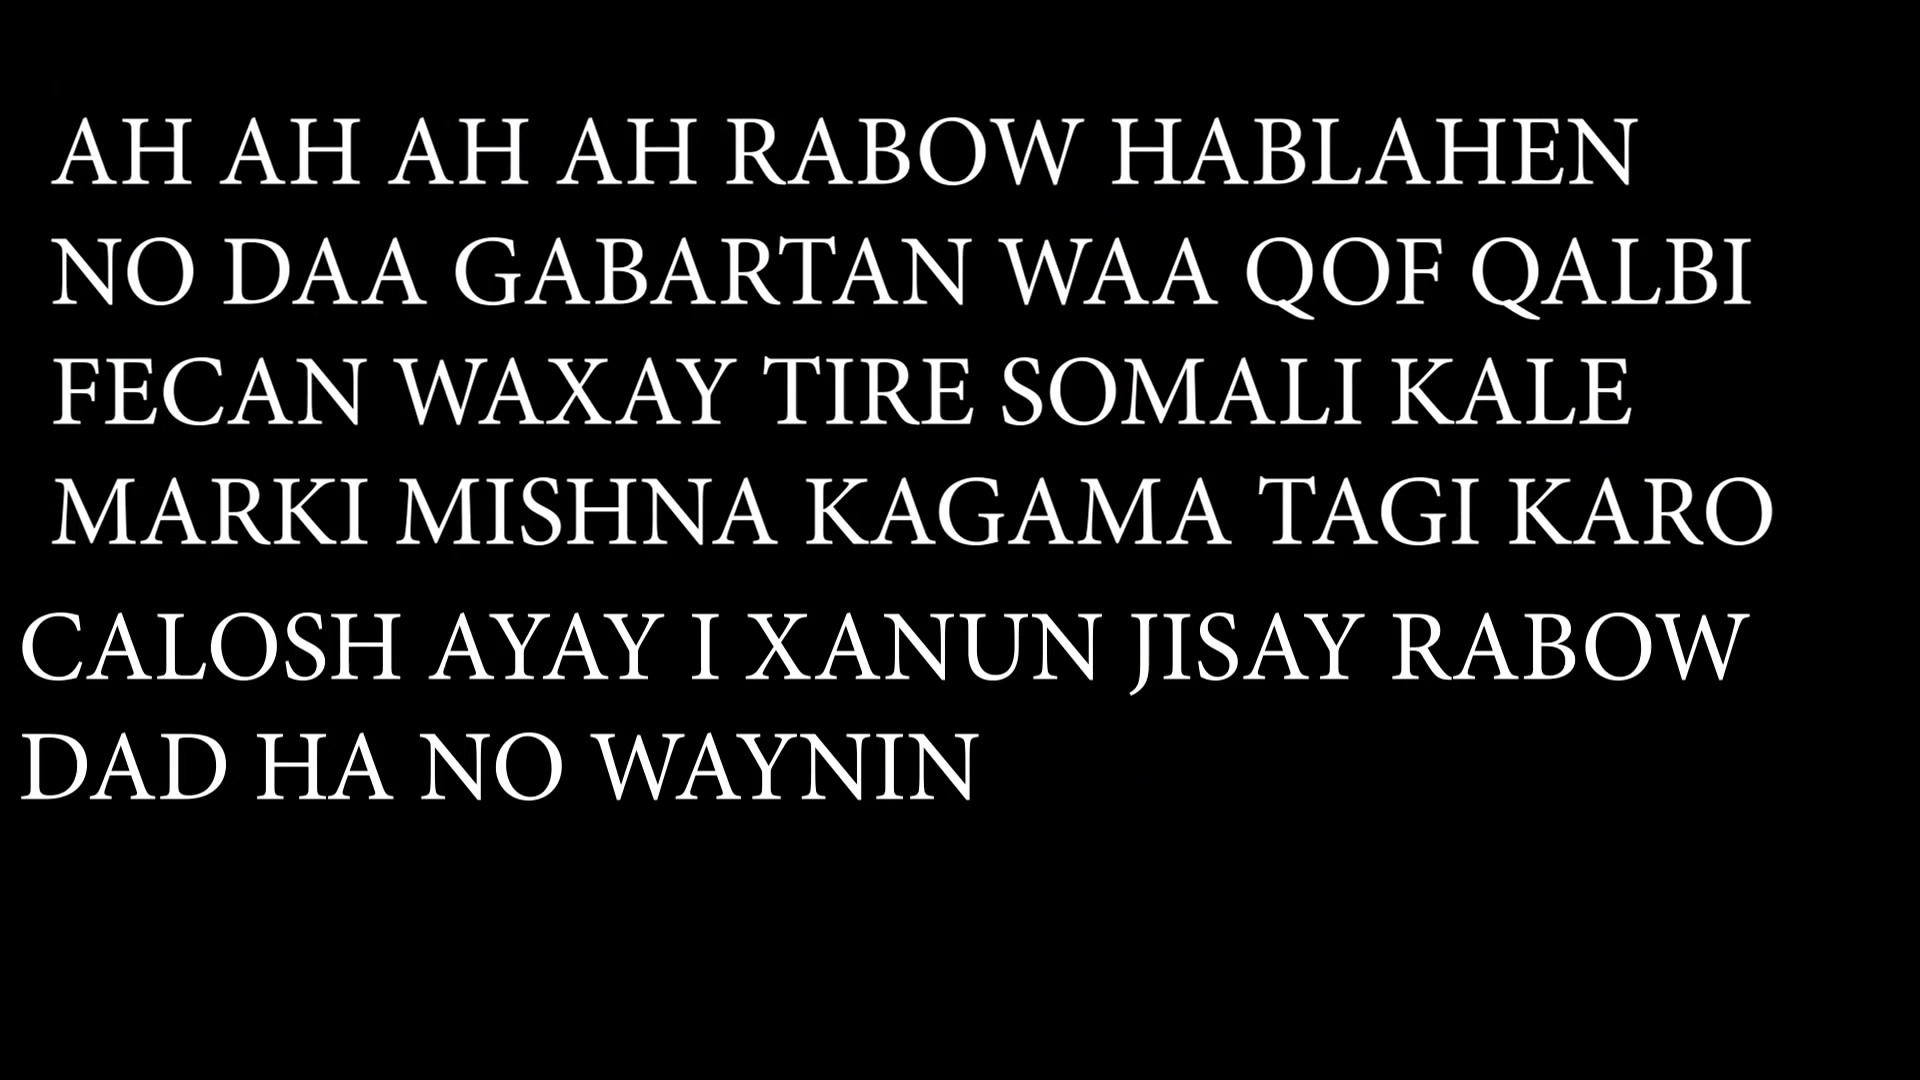 AH AH AH AH RABOW HABLAHEN
NO DAA GABARTAN WAA QOF QALBI
FECAN WAXAY TIRE SOMALI KALE
MARKI MISHNA KAGAMA TAGI KARO
CALOSH AYAY I XANUN JISAY RABOW
DAD HA NO WAYNIN